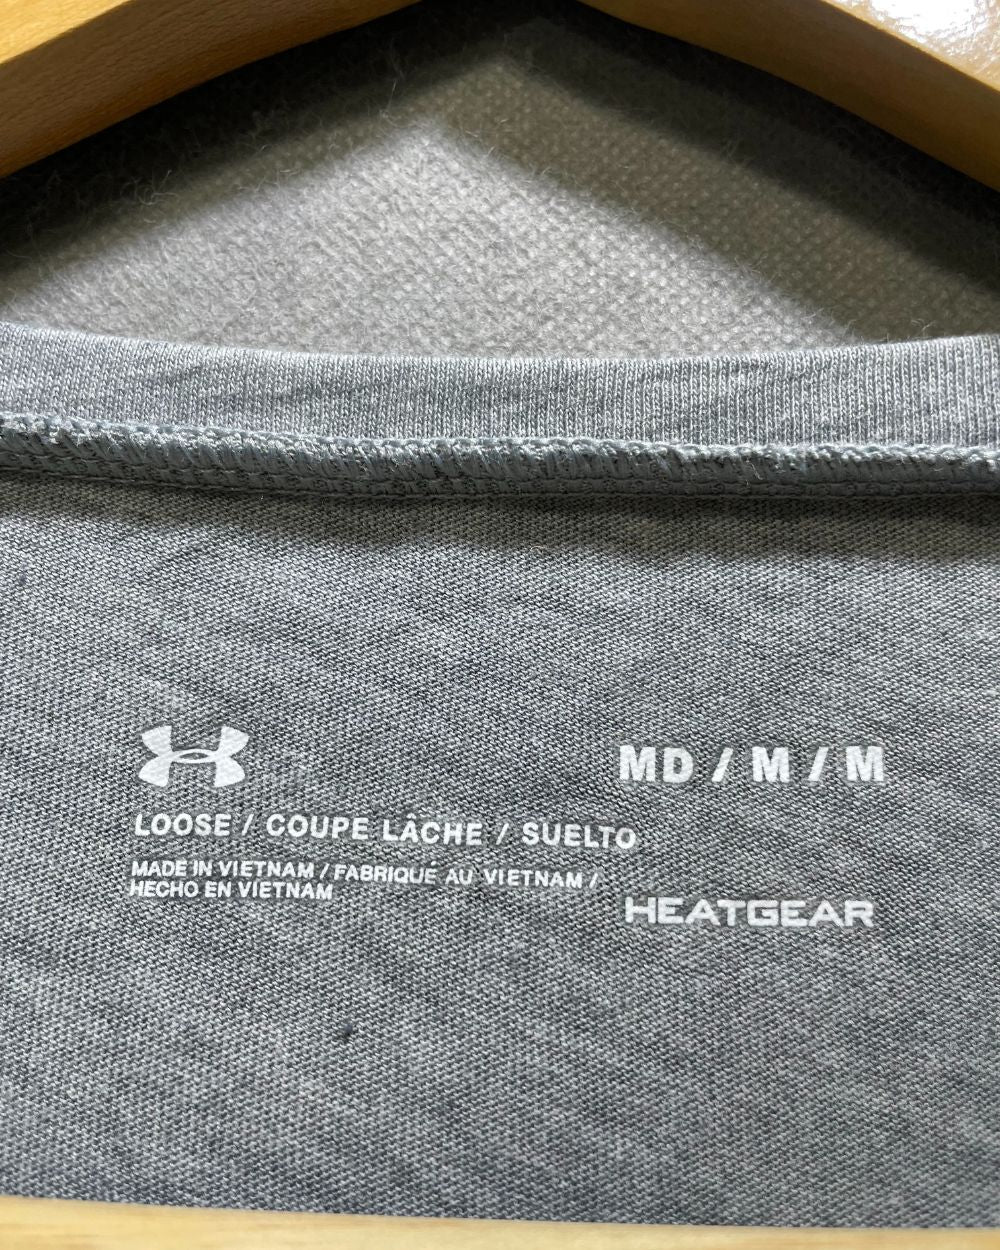 MD / M / M
LOOSE / COUPE LÂCHE / SUELTO
MADE IN VIETNAM / FABRIQUÉ AU VIETNAM /
HECHO EN VIETNAM
HEATGEAR